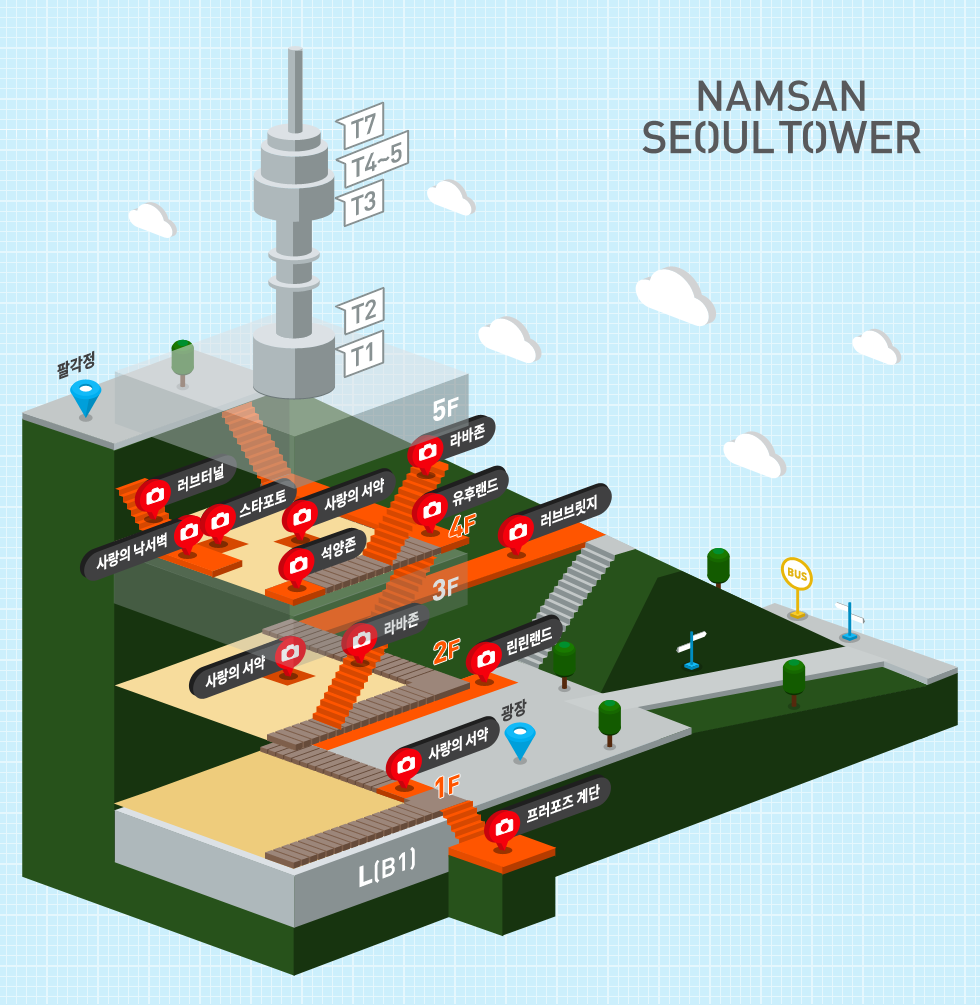 NAMSAN
SEOUL TOWER
T7
T4~5
T3
T2
T1
팔각정
5F
라바존
러브터널
스타포토
사랑의 서약
유후랜드
러브브릿지
4F
사랑의 낙서벽
석양존
3F
BUS
라바존
2F
린린랜드
사랑의 서약
광장
사랑의 서약
1F
프러포즈 계단
L(B1)